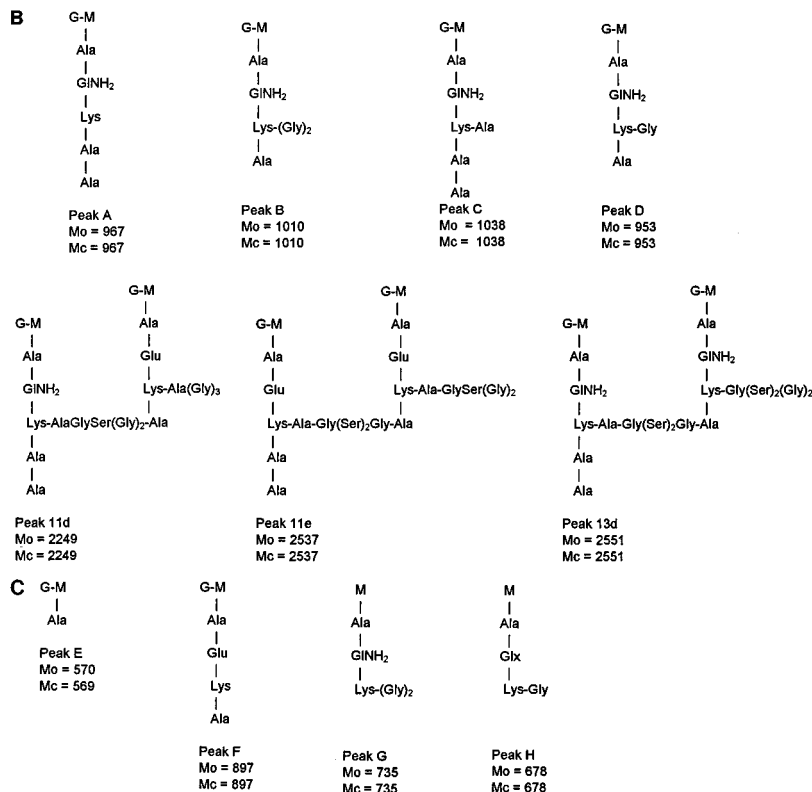 B
G-M
Ala
GlNH₂
Lys
Ala
Ala
Peak A
Mo = 967
Mc = 967
G-M
Ala
GlNH₂
Lys-(Gly)₂
Ala
Peak B
Mo = 1010
Mc = 1010
G-M
Ala
GlNH₂
Lys-Ala
Ala
Ala
Peak C
Mo = 1038
Mc = 1038
G-M
Ala
GlNH₂
Lys-Gly
Ala
Peak D
Mo = 953
Mc = 953
G-M
Ala
Glu
Lys-Ala(Gly)₃
G-M
Ala
GlNH₂
Lys-AlaGlySer(Gly)₂-Ala
Ala
Ala
Peak 11d
Mo = 2249
Mc = 2249
G-M
Ala
Glu
Lys-Ala-GlySer(Gly)₂
G-M
Ala
Glu
Lys-Ala-Gly(Ser)₂Gly-Ala
Ala
Ala
Peak 11e
Mo = 2537
Mc = 2537
G-M
Ala
GlNH₂
Lys-Gly(Ser)₂(Gly)₂
G-M
Ala
GlNH₂
Lys-Ala-Gly(Ser)₂Gly-Ala
Ala
Ala
Peak 13d
Mo = 2551
Mc = 2551
C
G-M
Ala
Peak E
Mo = 570
Mc = 569
G-M
Ala
Glu
Lys
Ala
Peak F
Mo = 897
Mc = 897
M
Ala
GlNH₂
Lys-(Gly)₂
Peak G
Mo = 735
Mc = 735
M
Ala
Glx
Lys-Gly
Peak H
Mo = 678
Mc = 678